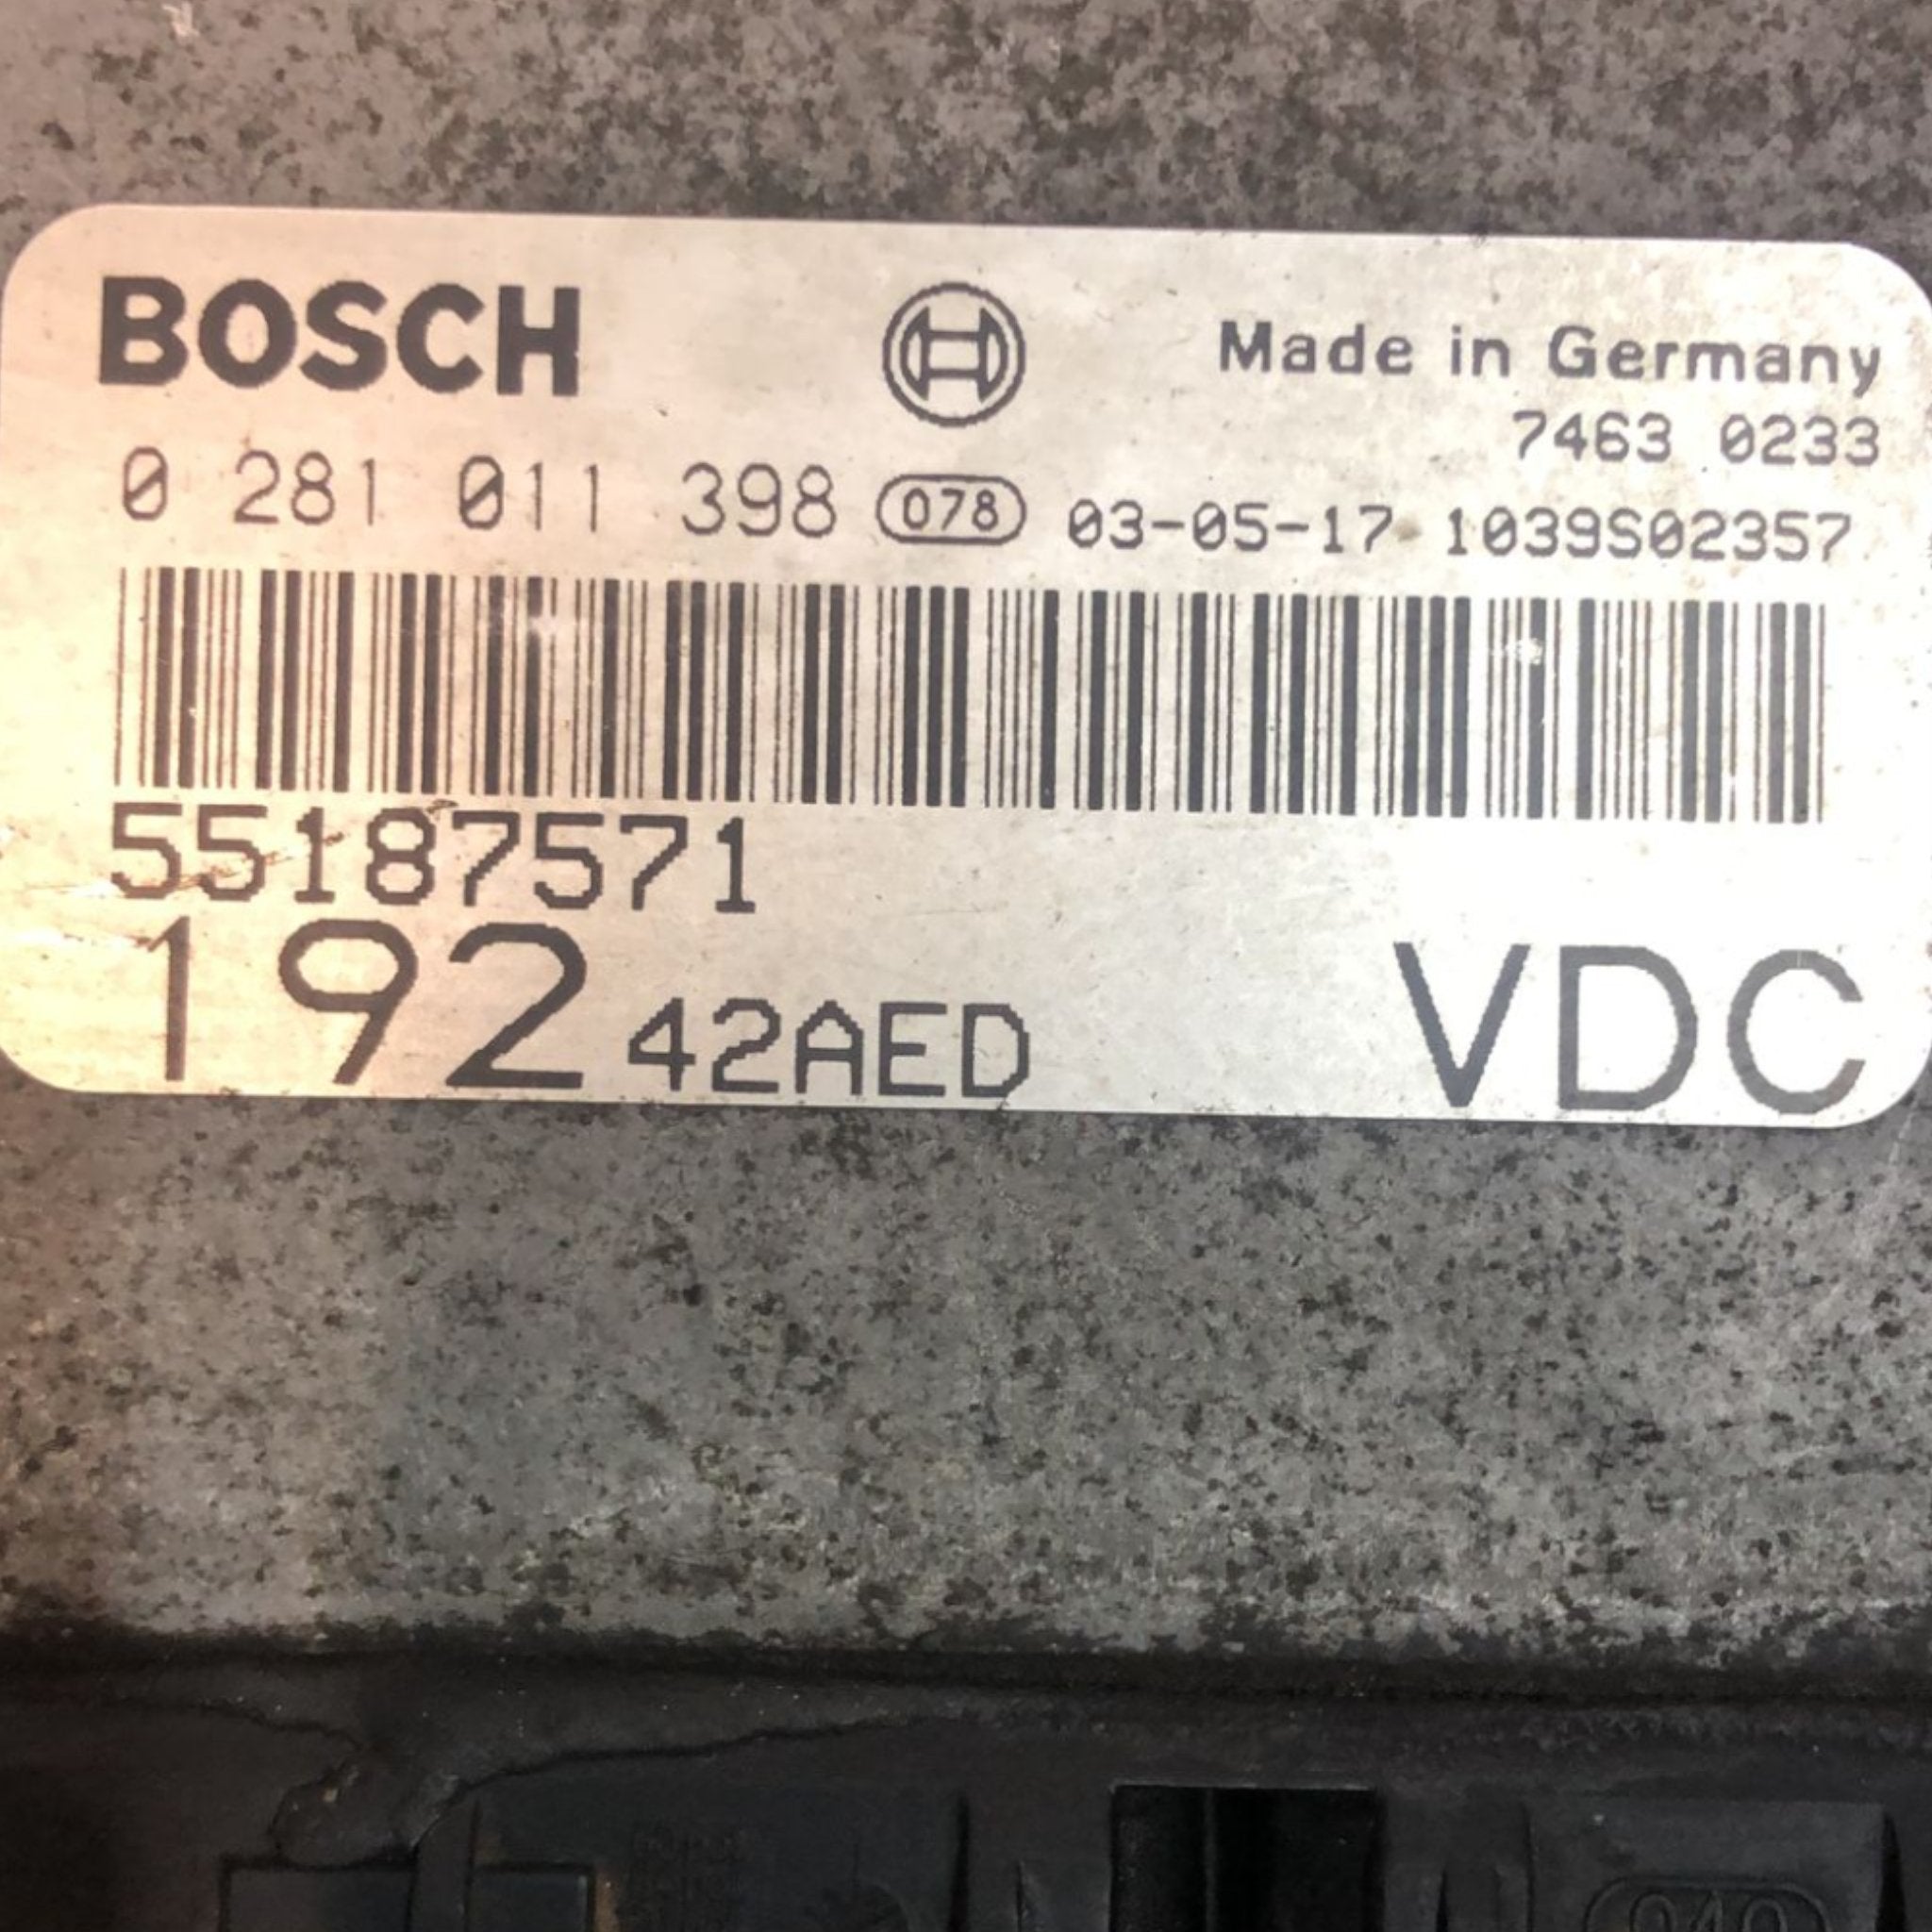 BOSCH Made in Germany
7463 0233
0 281 011 398 078 03-05-17 1039S02357
55187571
192 42AED VDC